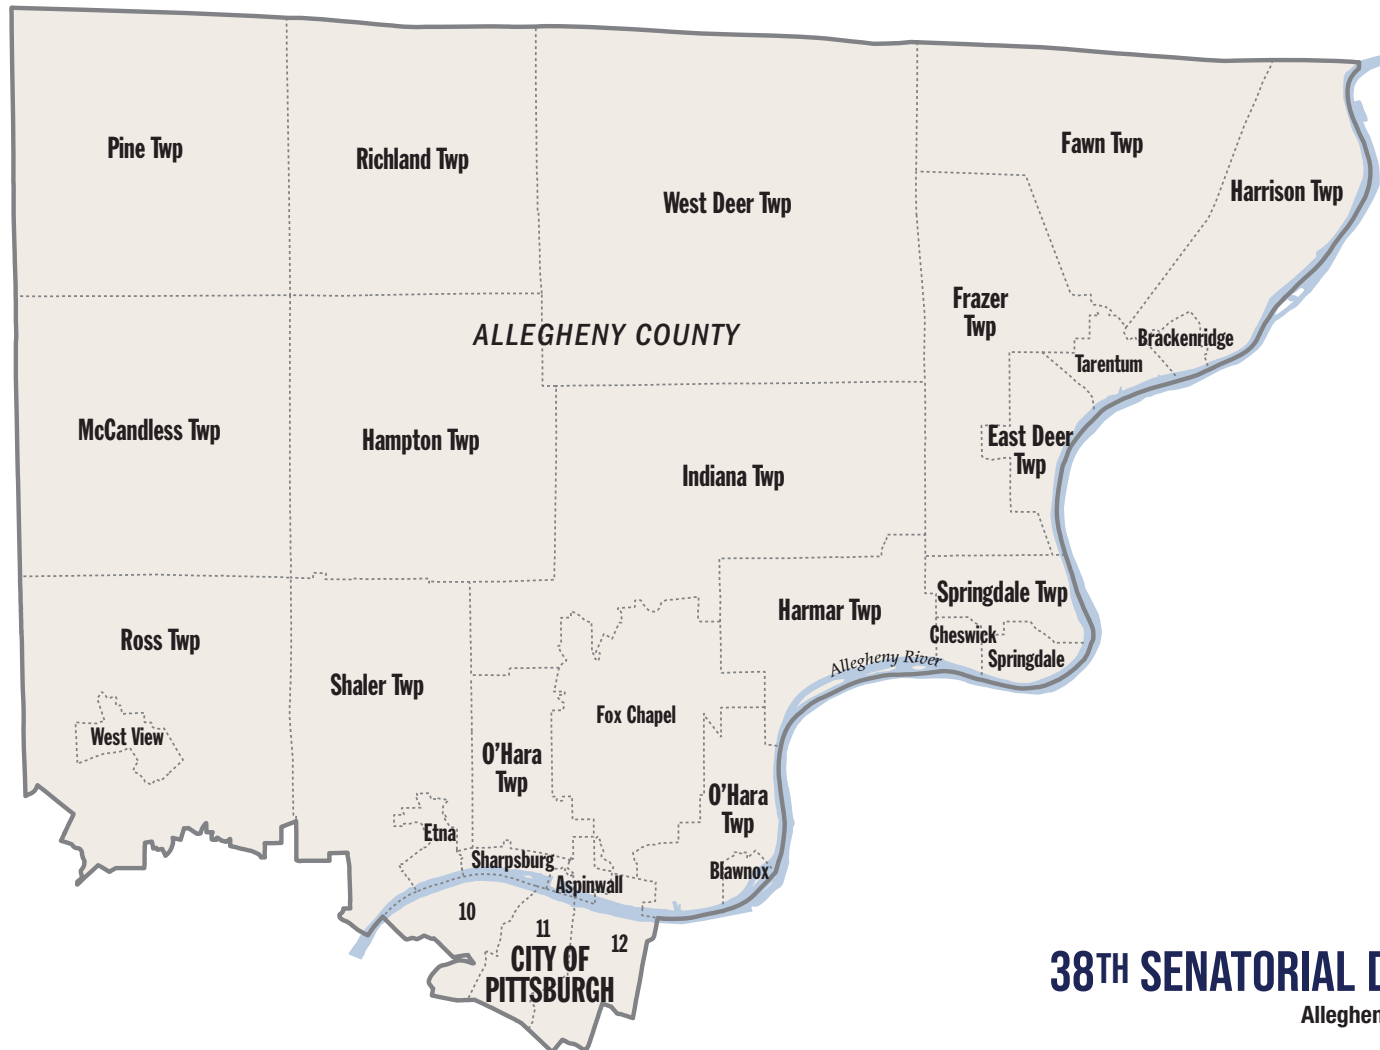 Pine Twp
Richland Twp
West Deer Twp
Fawn Twp
Harrison Twp
Frazer
Twp
ALLEGHENY COUNTY
Brackenridge
Tarentum
McCandless Twp
Hampton Twp
Indiana Twp
East Deer
Twp
Ross Twp
Shaler Twp
Harmar Twp
Springdale Twp
Cheswick
Springdale
Allegheny River
West View
Fox Chapel
O'Hara
Twp
O'Hara
Twp
Etna
Sharpsburg
Aspinwall
Blawnox
10
11
12
CITY OF
PITTSBURGH
38TH SENATORIAL D
Alleghen